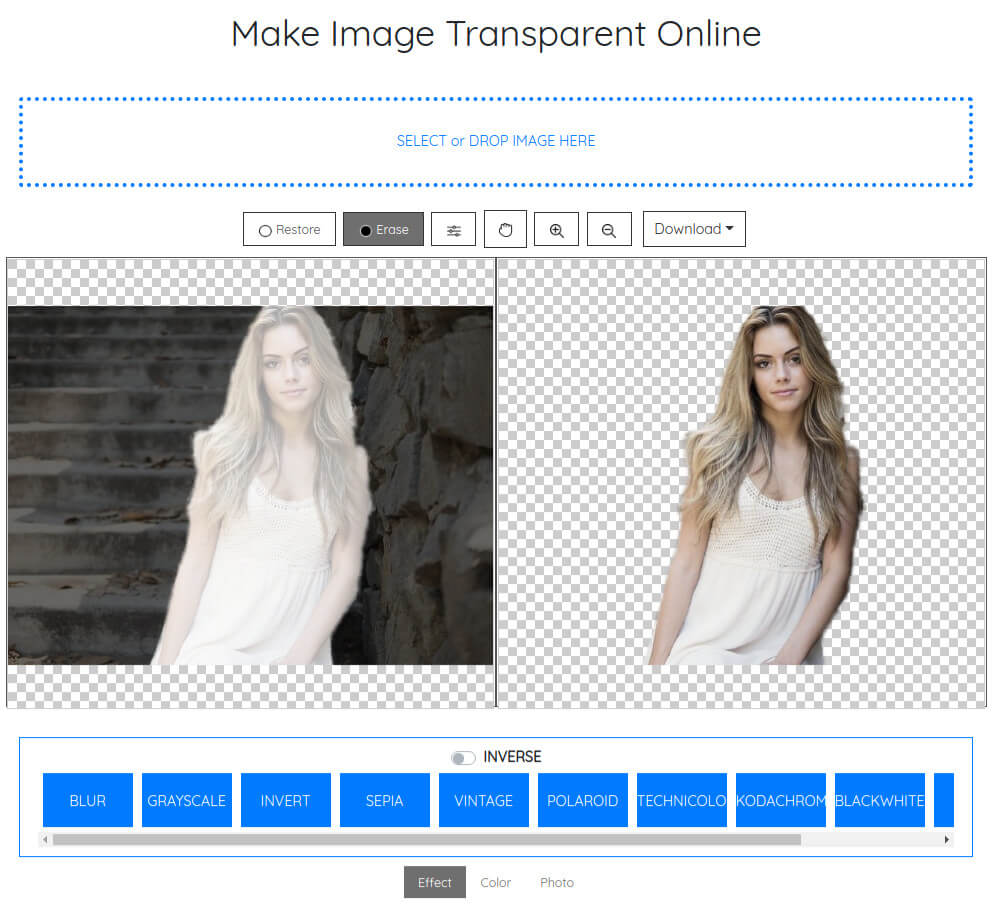 Make Image Transparent Online
SELECT or DROP IMAGE HERE
Restore Erase Download
INVERSE
BLUR GRAYSCALE INVERT SEPIA VINTAGE POLAROID TECHNICOLO KODACHROM BLACKWHITE
Effect Color Photo